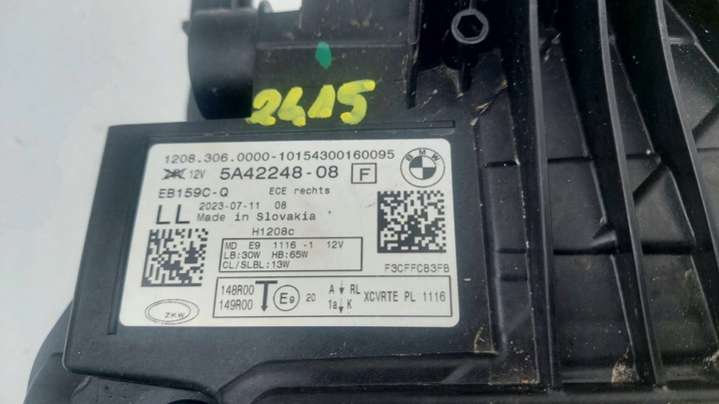 2415
1208.306.0000-10154300160095
12V 5A42248-08 F
BMW
EB159C-Q ECE rechts
2023-07-11 08
LL Made in Slovakia
H1208c
MD E9 1116 -1 12V
LB:30W HB:65W
CL/SLBL:13W
F3CFFCB3FB
148R00 T E9 20 A RL XCVRTE PL 1116
149R00 1a K
ZKW